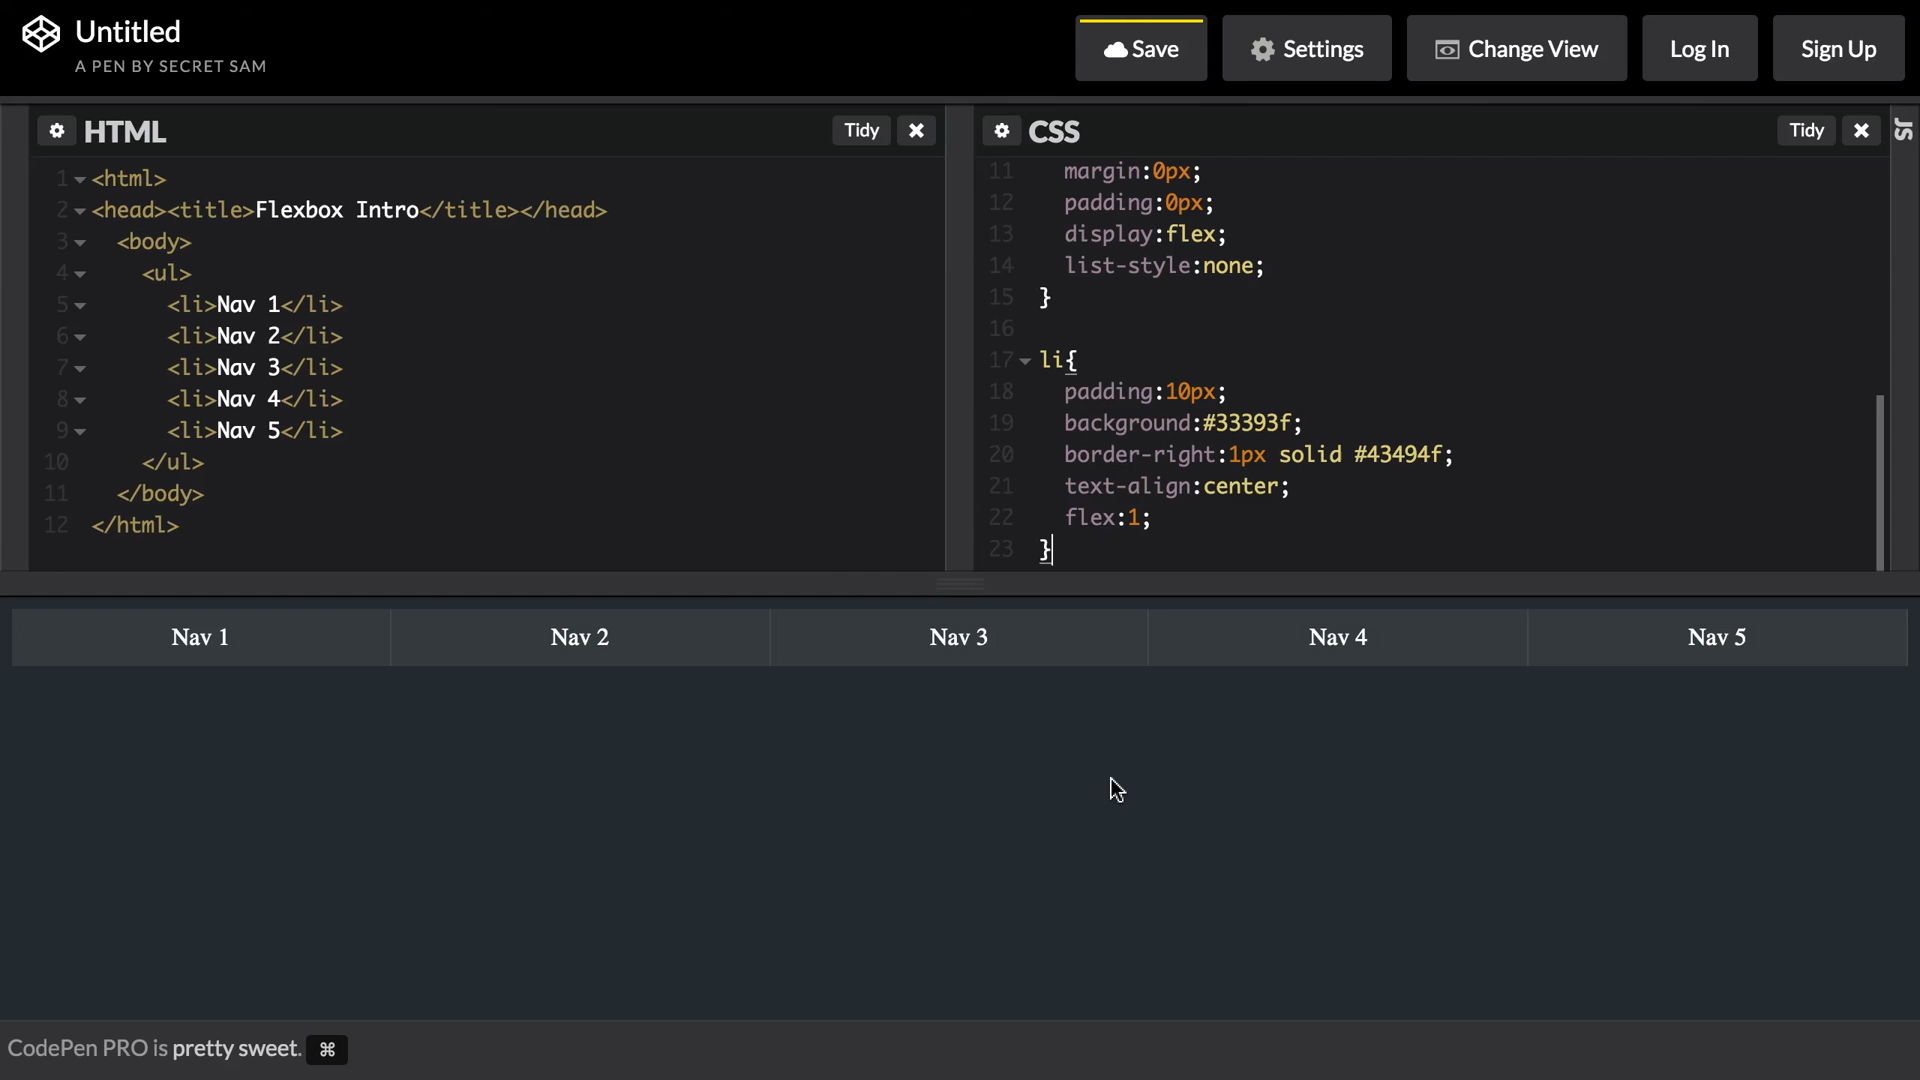 Untitled
A PEN BY SECRET SAM
Save
Settings
Change View
Log In
Sign Up
HTML
Tidy
1 <html>
2 <head><title>Flexbox Intro</title></head>
3 <body>
4 <ul>
5 <li>Nav 1</li>
6 <li>Nav 2</li>
7 <li>Nav 3</li>
8 <li>Nav 4</li>
9 <li>Nav 5</li>
10 </ul>
11 </body>
12 </html>
CSS
Tidy
JS
11 margin:0px;
12 padding:0px;
13 display:flex;
14 list-style:none;
15 }
16
17 li{
18 padding:10px;
19 background:#33393f;
20 border-right:1px solid #43494f;
21 text-align:center;
22 flex:1;
23 }
Nav 1
Nav 2
Nav 3
Nav 4
Nav 5
CodePen PRO is pretty sweet. ⌘